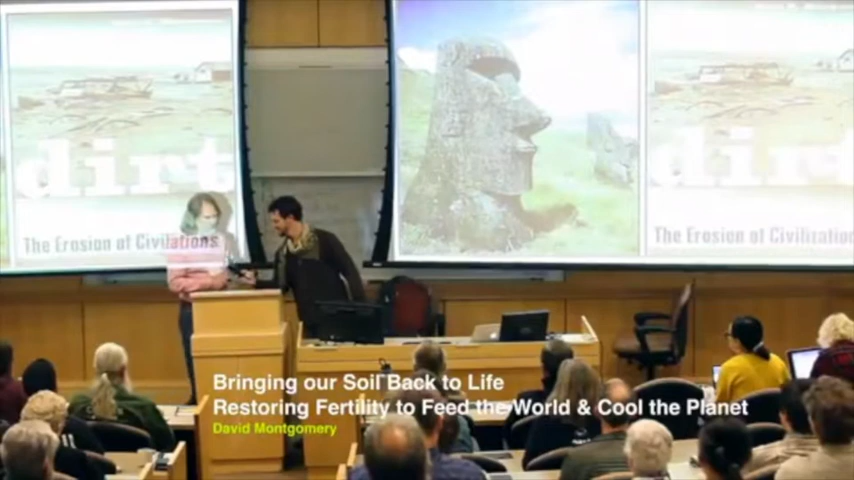 dirt
The Erosion of Civilations
dirt
The Erosion of Civilization
Bringing our Soil Back to Life
Restoring Fertility to Feed the World & Cool the Planet
David Montgomery